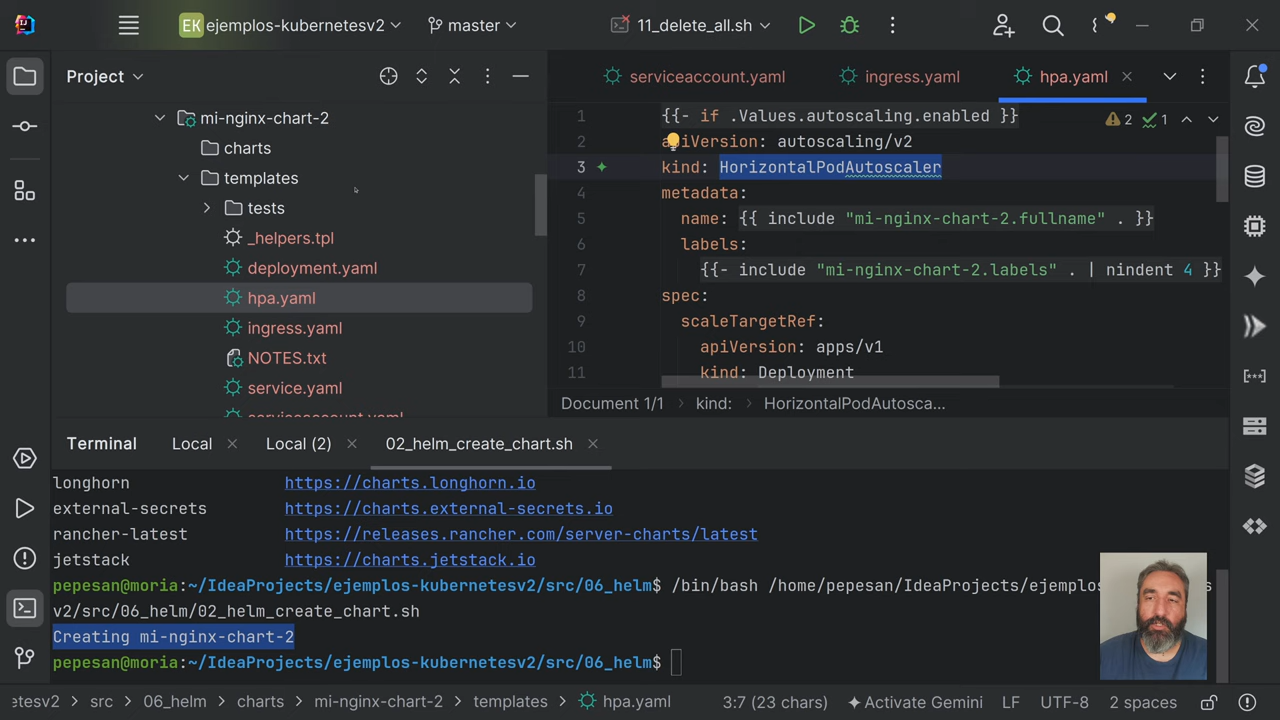 EK ejemplos-kubernetesv2
master
11_delete_all.sh
Project
serviceaccount.yaml
ingress.yaml
hpa.yaml
mi-nginx-chart-2
charts
templates
tests
_helpers.tpl
deployment.yaml
hpa.yaml
ingress.yaml
NOTES.txt
service.yaml
serviceaccount.yaml
1 {{- if .Values.autoscaling.enabled }}
2 1
2 apiVersion: autoscaling/v2
3 kind: HorizontalPodAutoscaler
4 metadata:
5 name: {{ include "mi-nginx-chart-2.fullname" . }}
6 labels:
7 {{- include "mi-nginx-chart-2.labels" . | nindent 4 }}
8 spec:
9 scaleTargetRef:
10 apiVersion: apps/v1
11 kind: Deployment
Document 1/1 kind: HorizontalPodAutosca...
Terminal Local Local (2) 02_helm_create_chart.sh
longhorn https://charts.longhorn.io
external-secrets https://charts.external-secrets.io
rancher-latest https://releases.rancher.com/server-charts/latest
jetstack https://charts.jetstack.io
pepesan@moria:~/IdeaProjects/ejemplos-kubernetesv2/src/06_helm$ /bin/bash /home/pepesan/IdeaProjects/ejemplos
v2/src/06_helm/02_helm_create_chart.sh
Creating mi-nginx-chart-2
pepesan@moria:~/IdeaProjects/ejemplos-kubernetesv2/src/06_helm$
etesv2 src 06_helm charts mi-nginx-chart-2 templates hpa.yaml 3:7 (23 chars) Activate Gemini LF UTF-8 2 spaces